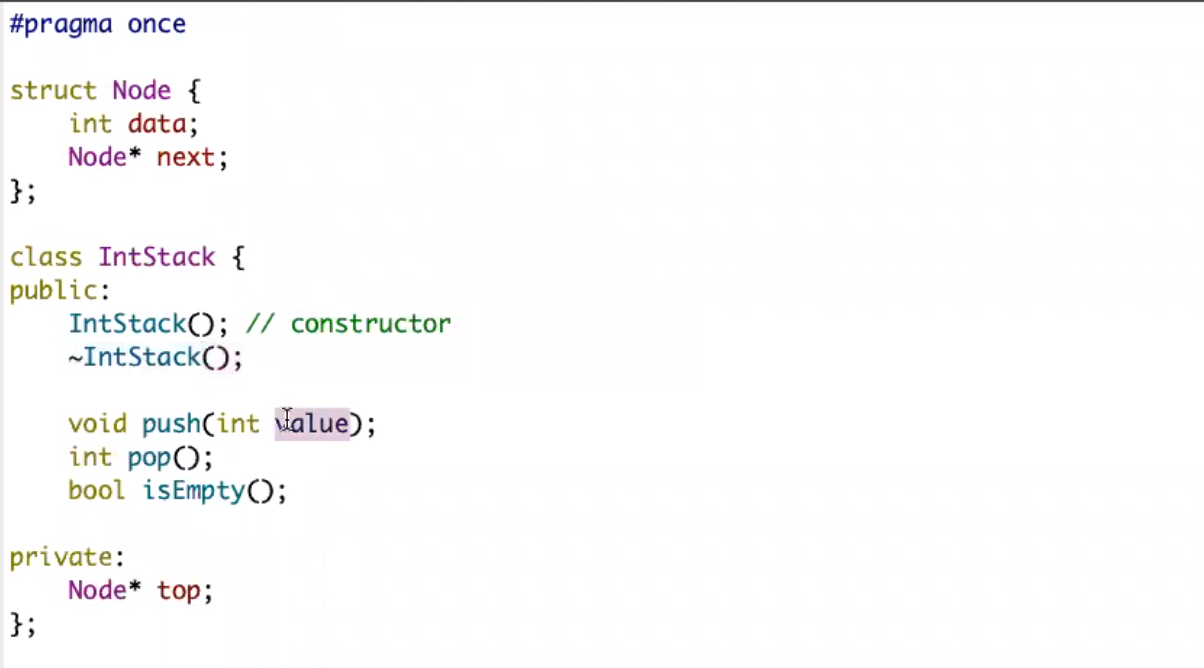 #pragma once
struct Node {
    int data;
    Node* next;
};
class IntStack {
public:
    IntStack(); // constructor
    ~IntStack();
    void push(int value);
    int pop();
    bool isEmpty();
private:
    Node* top;
};